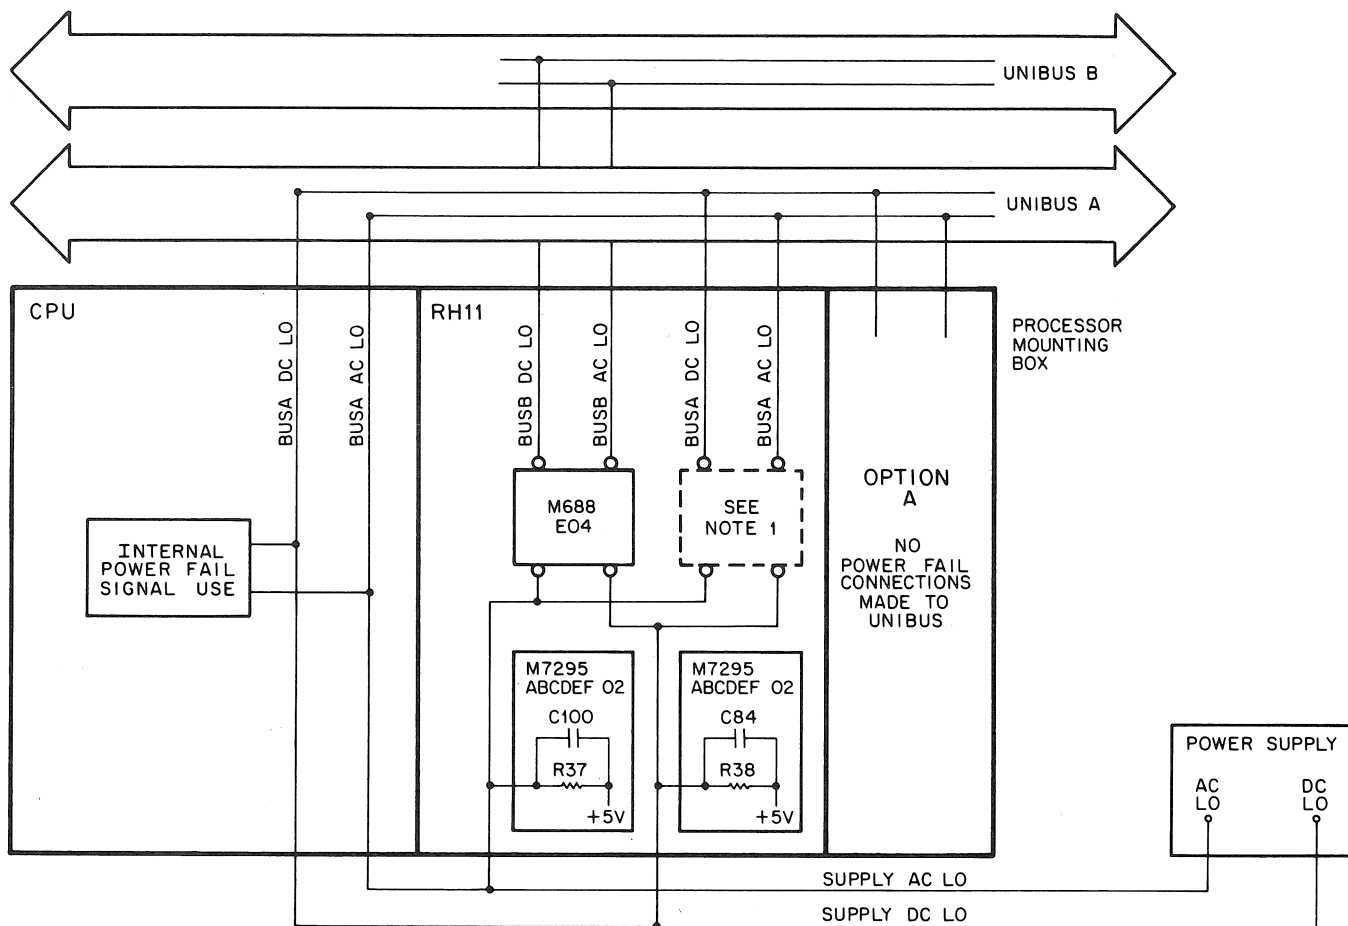 UNIBUS B
UNIBUS A
CPU
RH11
PROCESSOR
MOUNTING
BOX
BUSA DC LO
BUSA AC LO
BUSB DC LO
BUSB AC LO
BUSA DC LO
BUSA AC LO
M688
E04
SEE
NOTE 1
OPTION
A
NO
POWER FAIL
CONNECTIONS
MADE TO
UNIBUS
INTERNAL
POWER FAIL
SIGNAL USE
M7295
ABCDEF 02
C100
R37
+5V
M7295
ABCDEF 02
C84
R38
+5V
POWER SUPPLY
AC
LO
DC
LO
SUPPLY AC LO
SUPPLY DC LO